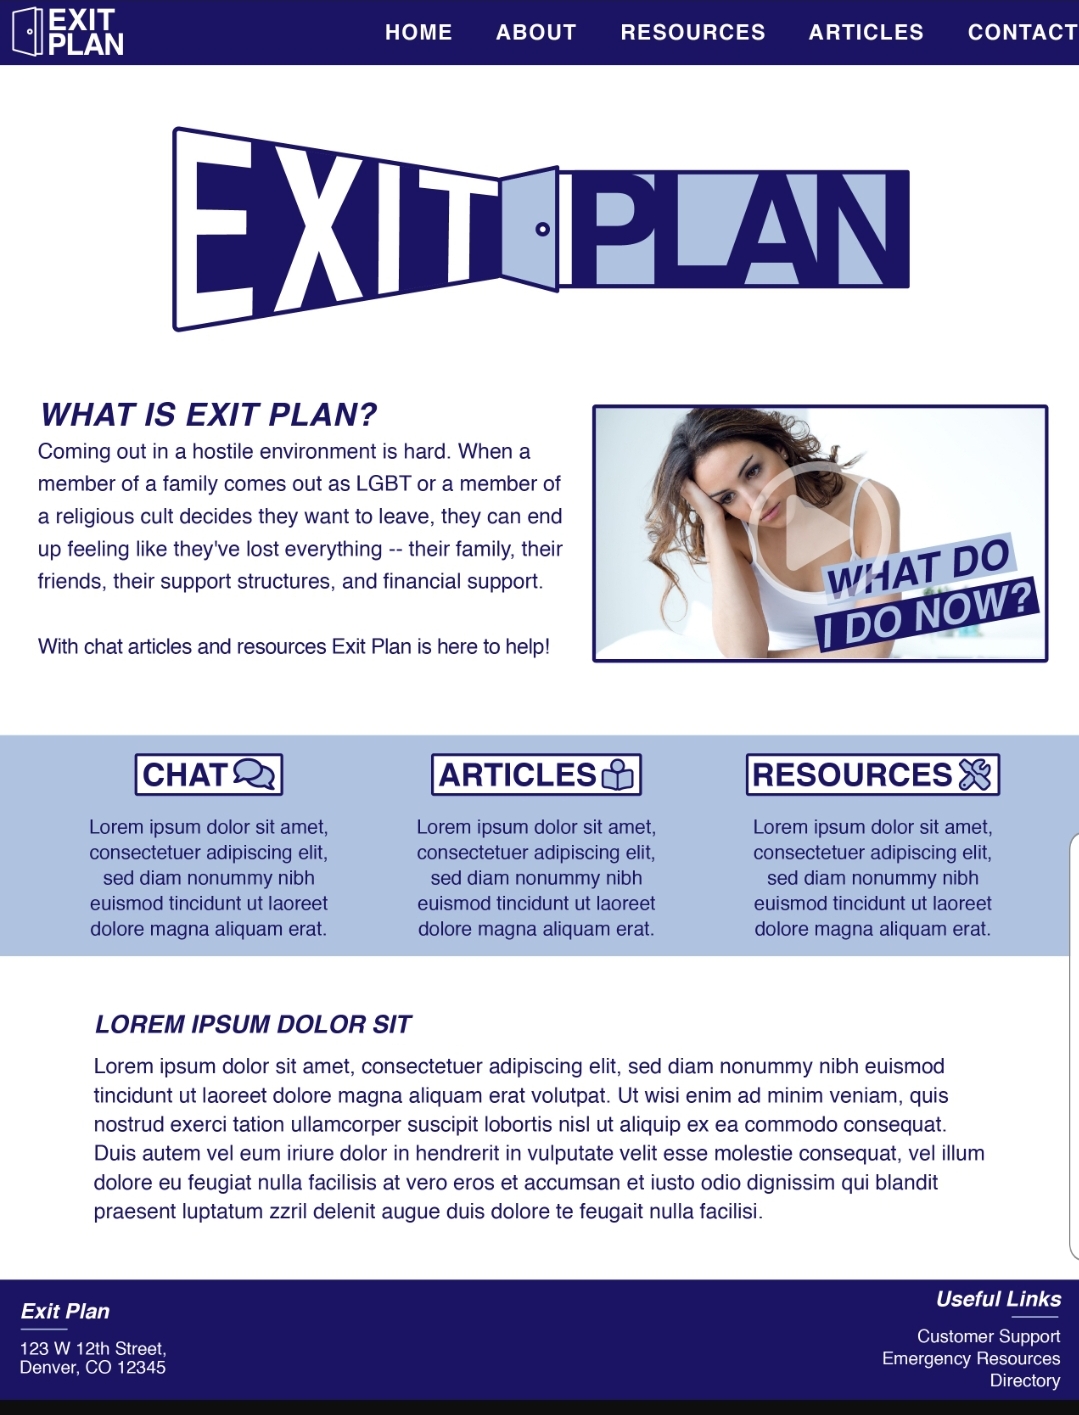 EXIT
PLAN
HOME ABOUT RESOURCES ARTICLES CONTACT
EXIT PLAN
WHAT IS EXIT PLAN?
Coming out in a hostile environment is hard. When a
member of a family comes out as LGBT or a member of
a religious cult decides they want to leave, they can end
up feeling like they've lost everything -- their family, their
friends, their support structures, and financial support.
With chat articles and resources Exit Plan is here to help!
WHAT DO
I DO NOW?
CHAT
Lorem ipsum dolor sit amet,
consectetuer adipiscing elit,
sed diam nonummy nibh
euismod tincidunt ut laoreet
dolore magna aliquam erat.
ARTICLES
Lorem ipsum dolor sit amet,
consectetuer adipiscing elit,
sed diam nonummy nibh
euismod tincidunt ut laoreet
dolore magna aliquam erat.
RESOURCES
Lorem ipsum dolor sit amet,
consectetuer adipiscing elit,
sed diam nonummy nibh
euismod tincidunt ut laoreet
dolore magna aliquam erat.
LOREM IPSUM DOLOR SIT
Lorem ipsum dolor sit amet, consectetuer adipiscing elit, sed diam nonummy nibh euismod
tincidunt ut laoreet dolore magna aliquam erat volutpat. Ut wisi enim ad minim veniam, quis
nostrud exerci tation ullamcorper suscipit lobortis nisl ut aliquip ex ea commodo consequat.
Duis autem vel eum iriure dolor in hendrerit in vulputate velit esse molestie consequat, vel illum
dolore eu feugiat nulla facilisis at vero eros et accumsan et iusto odio dignissim qui blandit
praesent luptatum zzril delenit augue duis dolore te feugait nulla facilisi.
Exit Plan
123 W 12th Street,
Denver, CO 12345
Useful Links
Customer Support
Emergency Resources
Directory